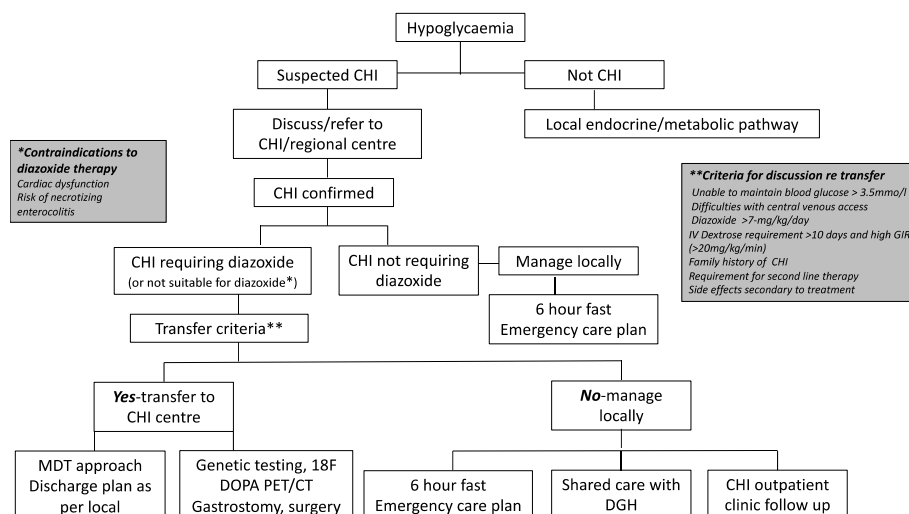 Hypoglycaemia
Suspected CHI
Not CHI
Discuss/refer to
CHI/regional centre
Local endocrine/metabolic pathway
*Contraindications to
diazoxide therapy
Cardiac dysfunction
Risk of necrotizing
enterocolitis
**Criteria for discussion re transfer
Unable to maintain blood glucose > 3.5mmo/l
Difficulties with central venous access
Diazoxide >7-mg/kg/day
IV Dextrose requirement >10 days and high GIR
(>20mg/kg/min)
Family history of CHI
Requirement for second line therapy
Side effects secondary to treatment
CHI confirmed
CHI requiring diazoxide
(or not suitable for diazoxide*)
CHI not requiring
diazoxide
Manage locally
6 hour fast
Emergency care plan
Transfer criteria**
Yes-transfer to
CHI centre
No-manage
locally
MDT approach
Discharge plan as
per local
Genetic testing, 18F
DOPA PET/CT
Gastrostomy, surgery
6 hour fast
Emergency care plan
Shared care with
DGH
CHI outpatient
clinic follow up